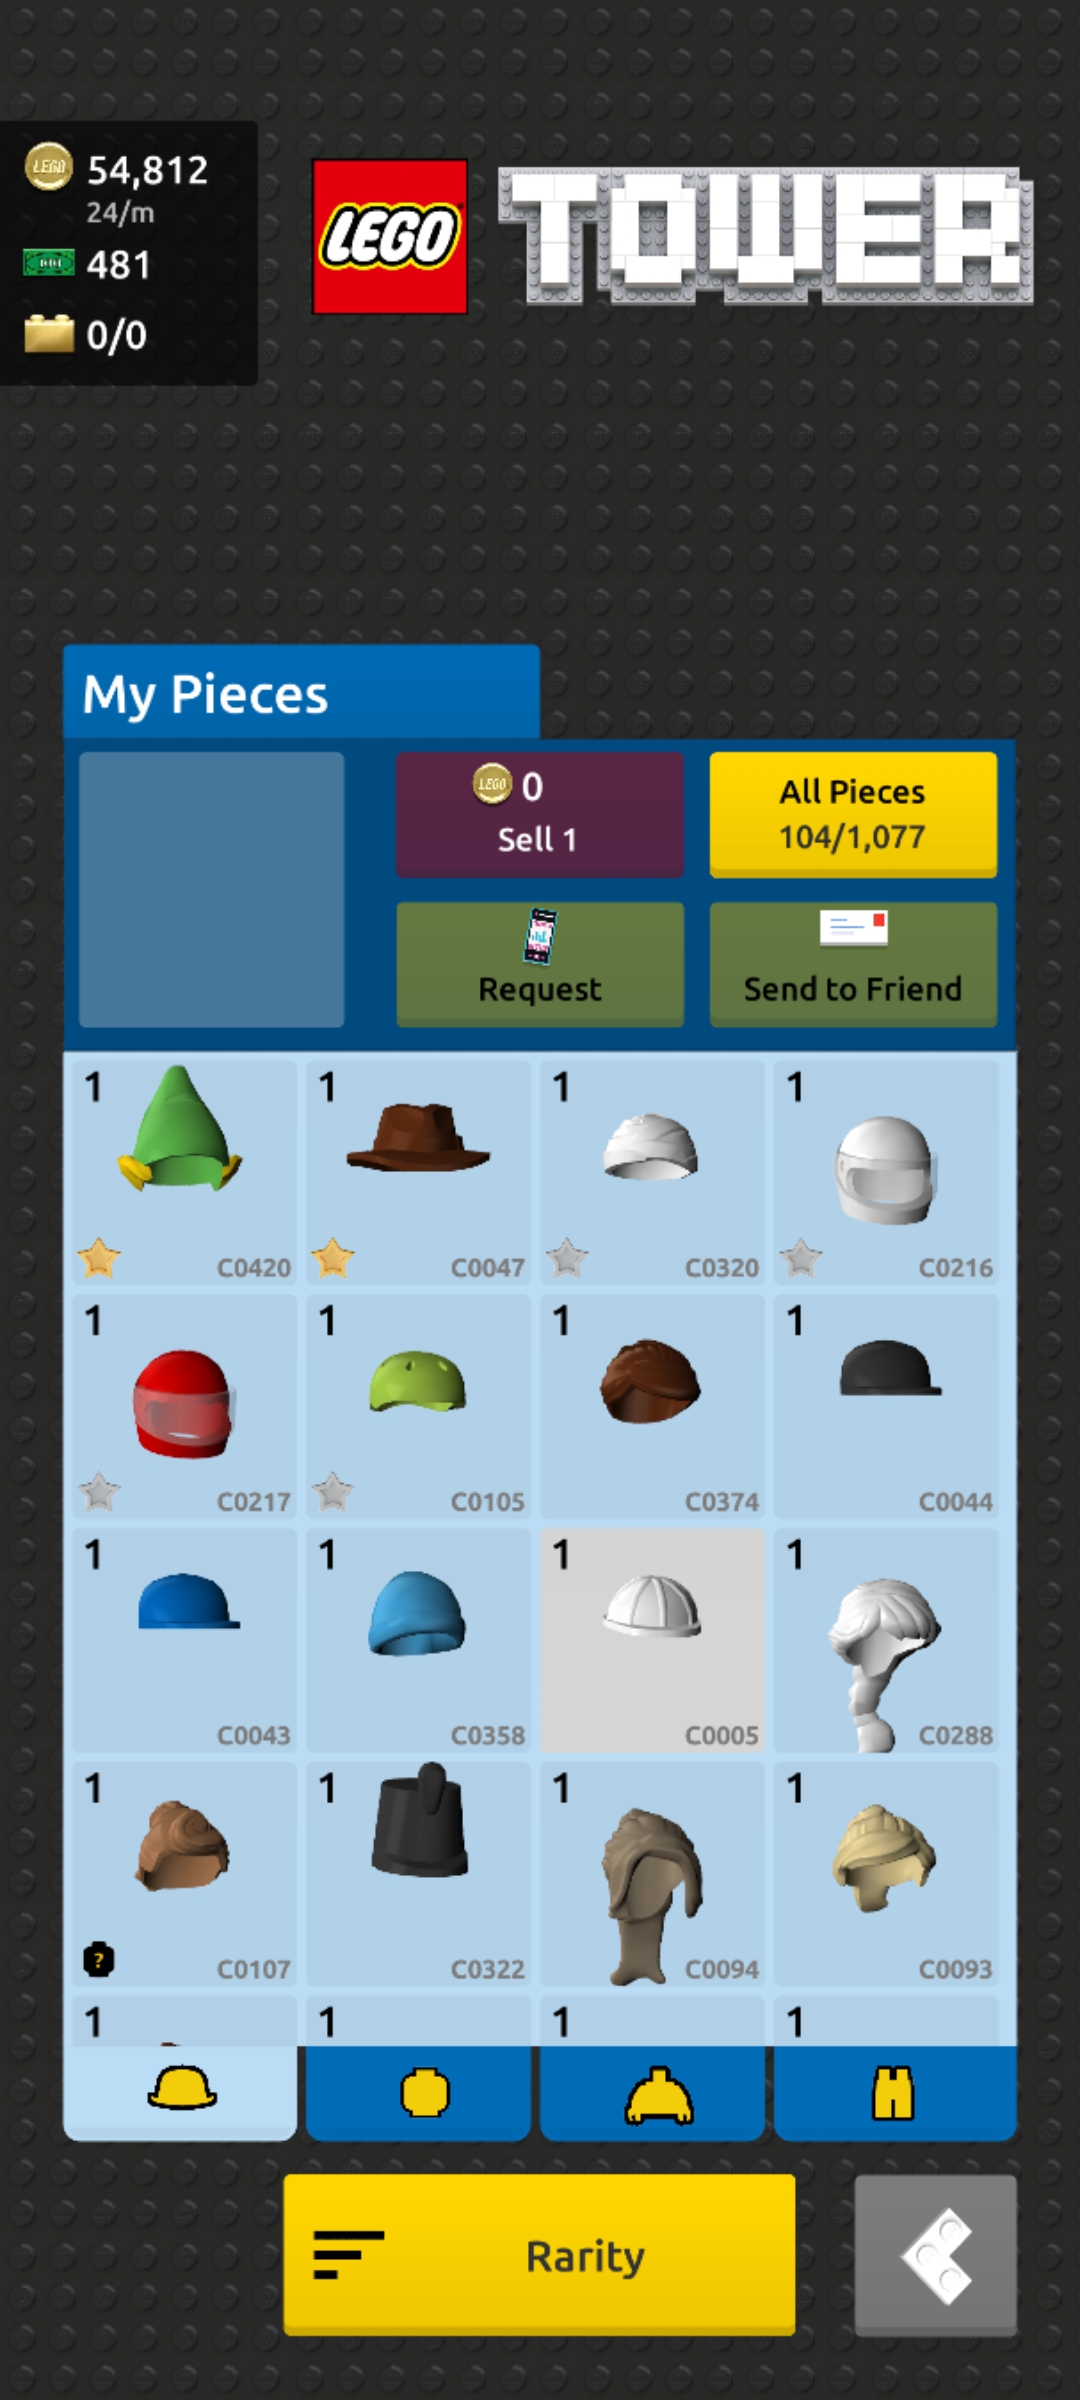 LEGO 54,812
24/m
481
0/0
LEGO TOWER
My Pieces
LEGO 0
Sell 1
All Pieces
104/1,077
Request
Send to Friend
1 1 1 1
C0420 C0047 C0320 C0216
1 1 1 1
C0217 C0105 C0374 C0044
1 1 1 1
C0043 C0358 C0005 C0288
1 1 1 1
? C0107 C0322 C0094 C0093
1 1 1 1
Rarity